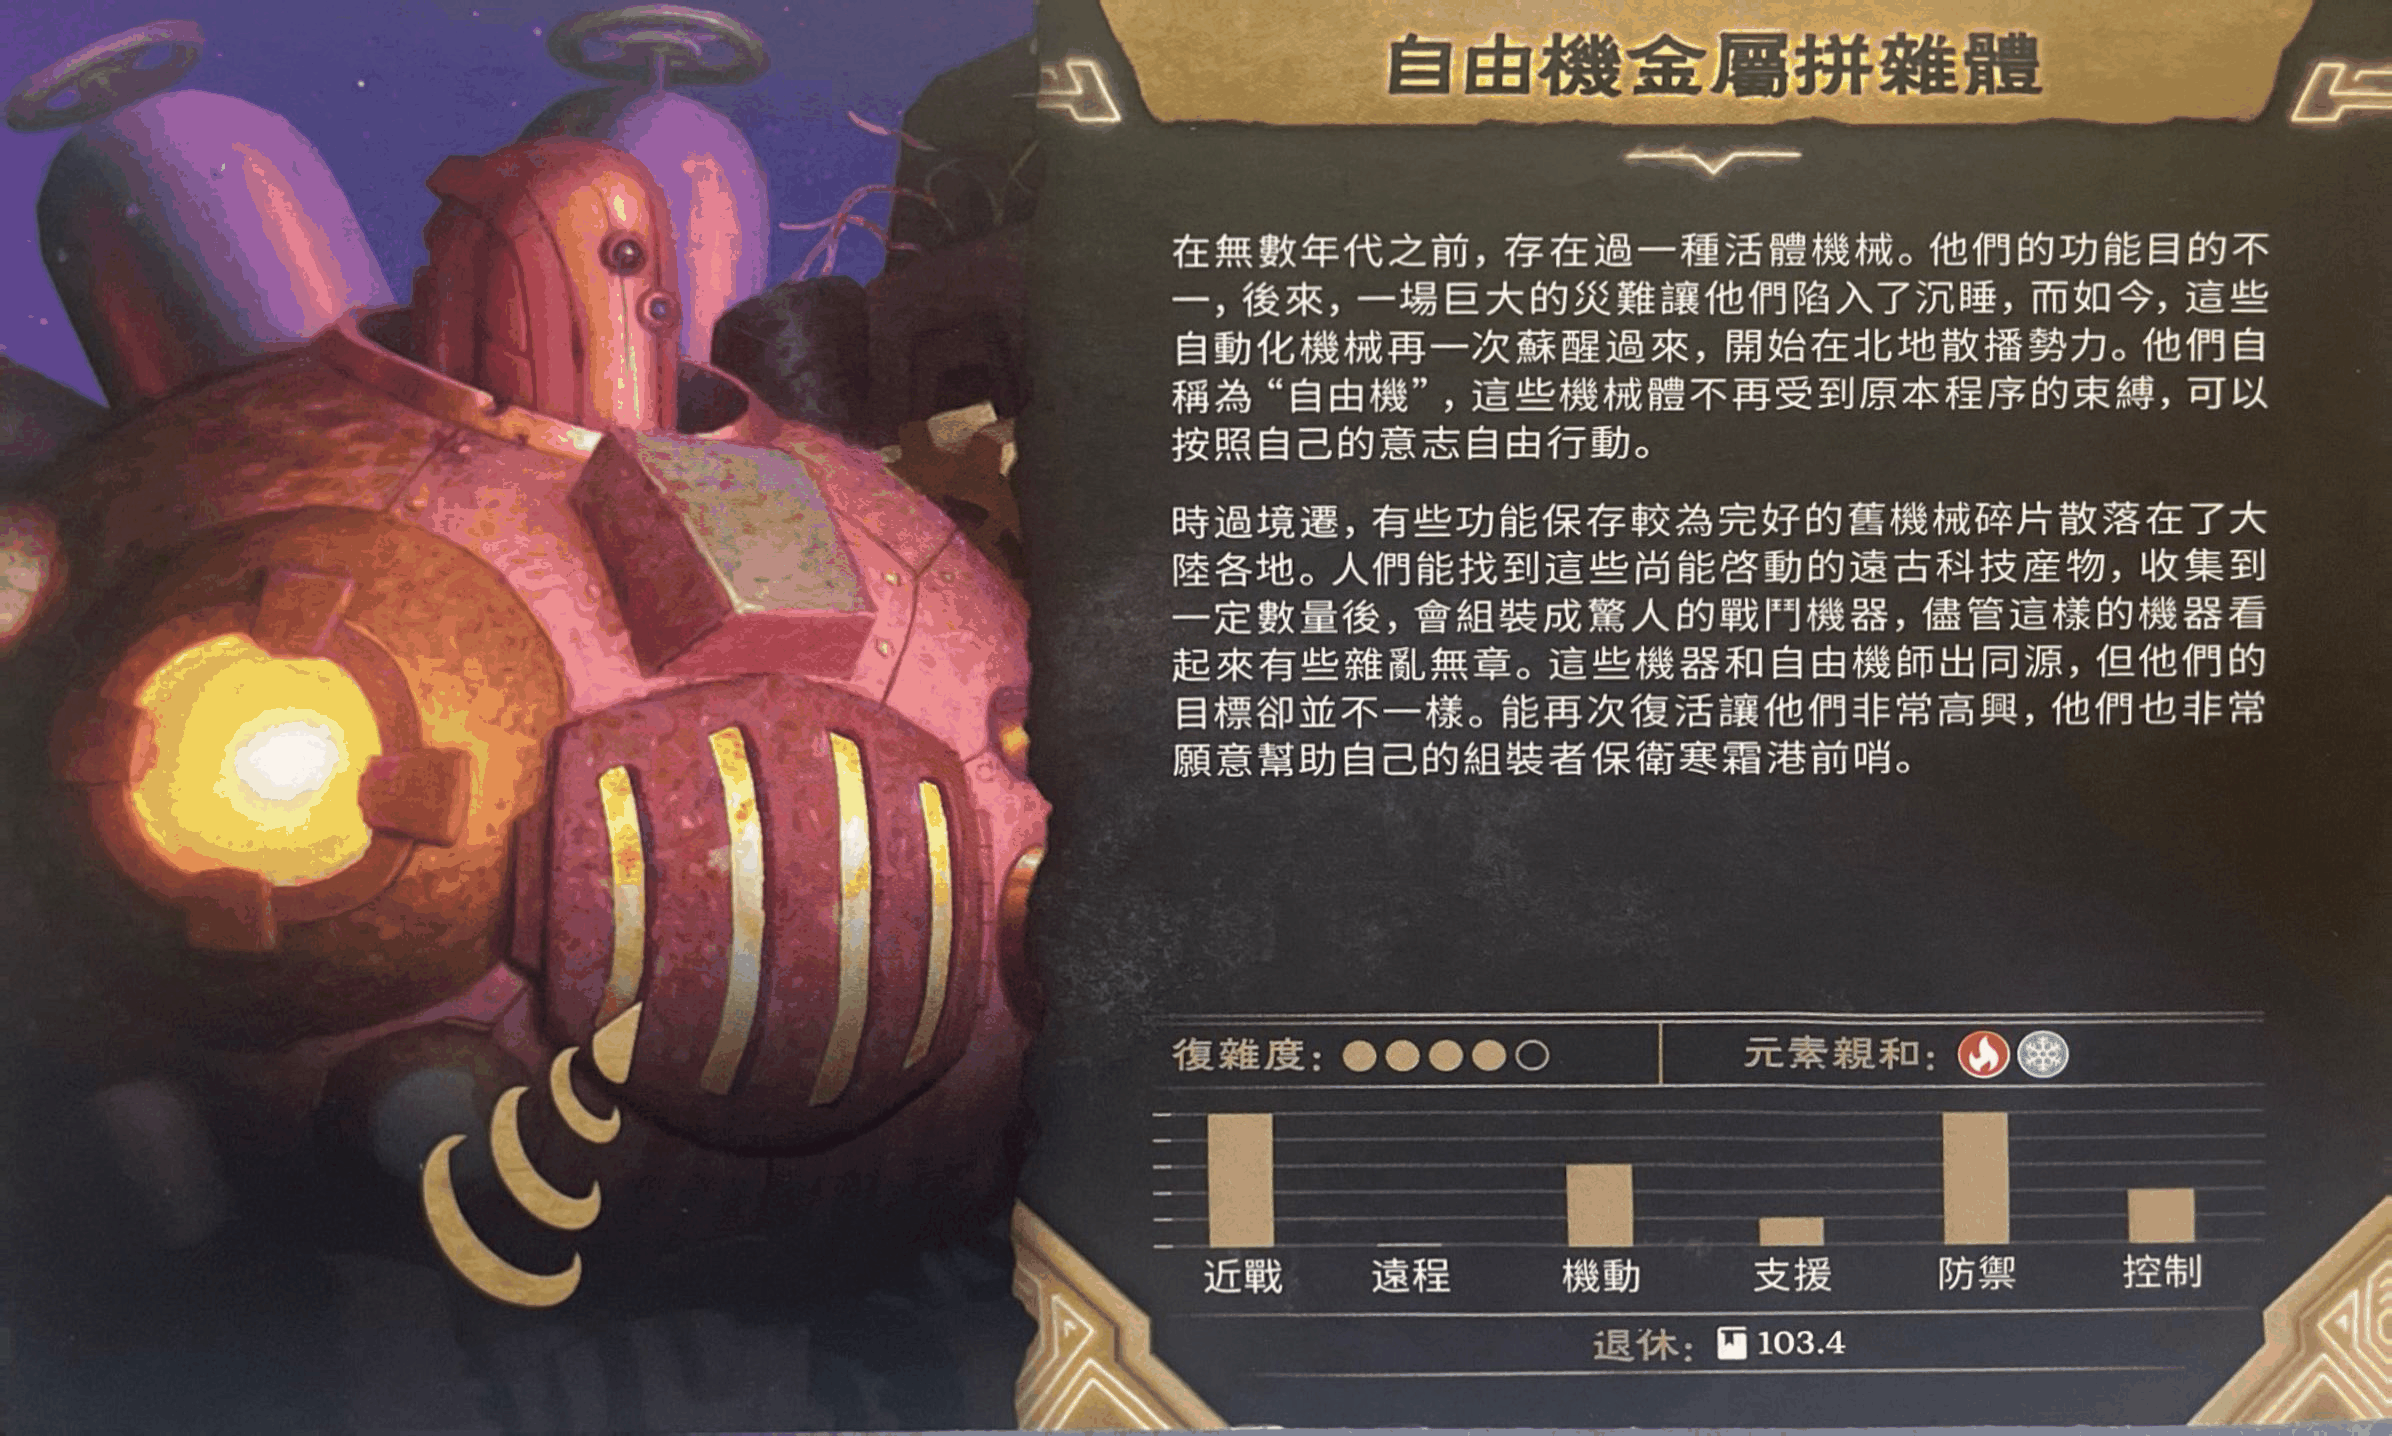 自由機金屬拼雜體
在無數年代之前，存在過一種活體機械。他們的功能目的不
一，後來，一場巨大的災難讓他們陷入了沉睡，而如今，這些
自動化機械再一次蘇醒過來，開始在北地散播勢力。他們自
稱為“自由機”，這些機械體不再受到原本程序的束縛，可以
按照自己的意志自由行動。
時過境遷，有些功能保存較為完好的舊機械碎片散落在了大
陸各地。人們能找到這些尚能啓動的遠古科技産物，收集到
一定數量後，會組裝成驚人的戰鬥機器，儘管這樣的機器看
起來有些雜亂無章。這些機器和自由機師出同源，但他們的
目標卻並不一樣。能再次復活讓他們非常高興，他們也非常
願意幫助自己的組裝者保衛寒霜港前哨。
復雜度：
元素親和：
近戰 遠程 機動 支援 防禦 控制
退休： 103.4